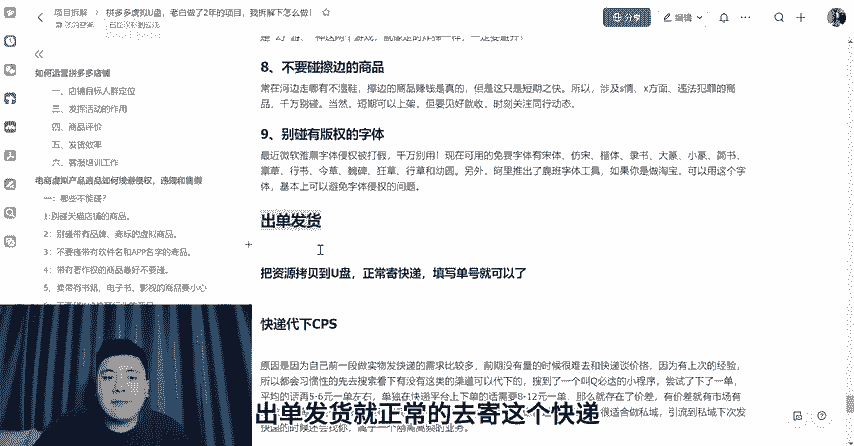 项目拆解
拼多多虚拟U盘，老白做了2年的项目，我拆解下怎么做！
分享
编辑
如何运营拼多多店铺
一、店铺目标人群定位
三、发挥活动的作用
四、商品评价
五、发货效率
六、客服培训工作
电商虚拟产品选品如何规避侵权，违规和售假
一：哪些不能碰？
1:别碰天猫店铺的商品。
2：别碰带有品牌、商标的虚拟商品。
3：不要碰带有软件名和APP名字的商品。
4：带有著作权的商品最好不要碰。
5，卖带有书籍、电子书、影视的商品要小心
8、不要碰擦边的商品
常在河边走哪有不湿鞋，擦边的商品赚钱是真的，但是这只是短期之快。所以，涉及s情、x方面、违法犯罪的商
品，千万别碰。当然，短期可以上架，但要见好就收，时刻关注同行动态。
9、别碰有版权的字体
最近微软雅黑字体侵权被打假，千万别用！现在可用的免费字体有宋体、仿宋、楷体、隶书、大篆、小篆、简书、
章草、行书、今草、魏碑、狂草、行草和幼圆。另外，阿里推出了鹿班字体工具，如果你是做淘宝，可以用这个字
体，基本上可以避免字体侵权的问题。
出单发货
把资源拷贝到U盘，正常寄快递，填写单号就可以了
快递代下CPS
原因是因为自己前一段做实物发快递的需求比较多，前期没有量的时候很难去和快递谈价格，因为有上次的经验，
所以都会习惯性的先去搜索看下有没有这类的渠道可以代下的，搜到了一个叫Q必达的小程序，尝试了下了一单，
平均的话再5-6元一单左右，单独在快递平台上下单的话需要8-12元一单，那么就存在了价差，有价差就有市场有
很适合做私域，引流到私域下次发
出单发货就正常的去寄这个快递